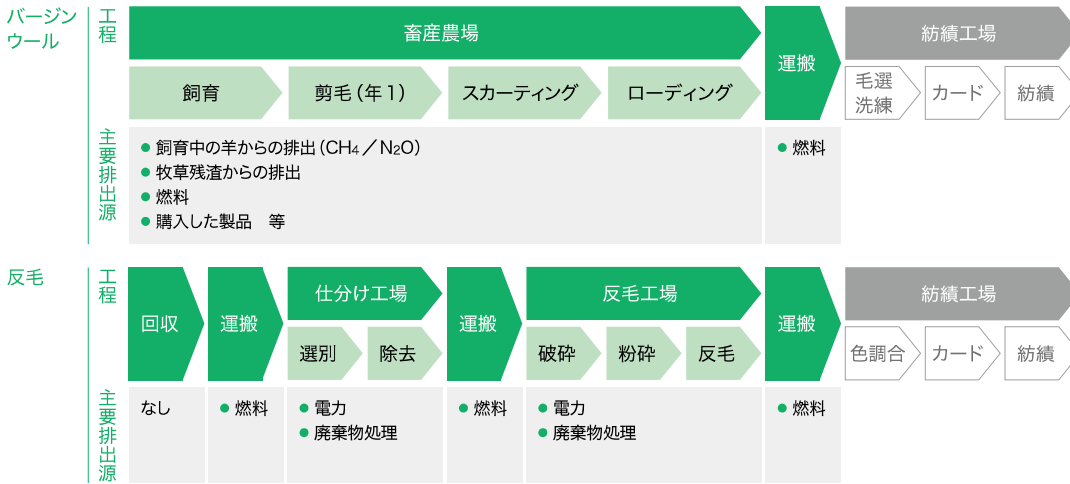 バージン
ウール
工程
畜産農場
運搬
紡績工場
飼育
剪毛（年1）
スカーティング
ローディング
毛選
洗練
カード
紡績
主要排出源
● 飼育中の羊からの排出（CH₄／N₂O）
● 牧草残渣からの排出
● 燃料
● 購入した製品　等
● 燃料
反毛
工程
回収
運搬
仕分け工場
運搬
反毛工場
運搬
紡績工場
選別
除去
破砕
粉砕
反毛
色調合
カード
紡績
主要排出源
なし
● 燃料
● 電力
● 廃棄物処理
● 燃料
● 電力
● 廃棄物処理
● 燃料